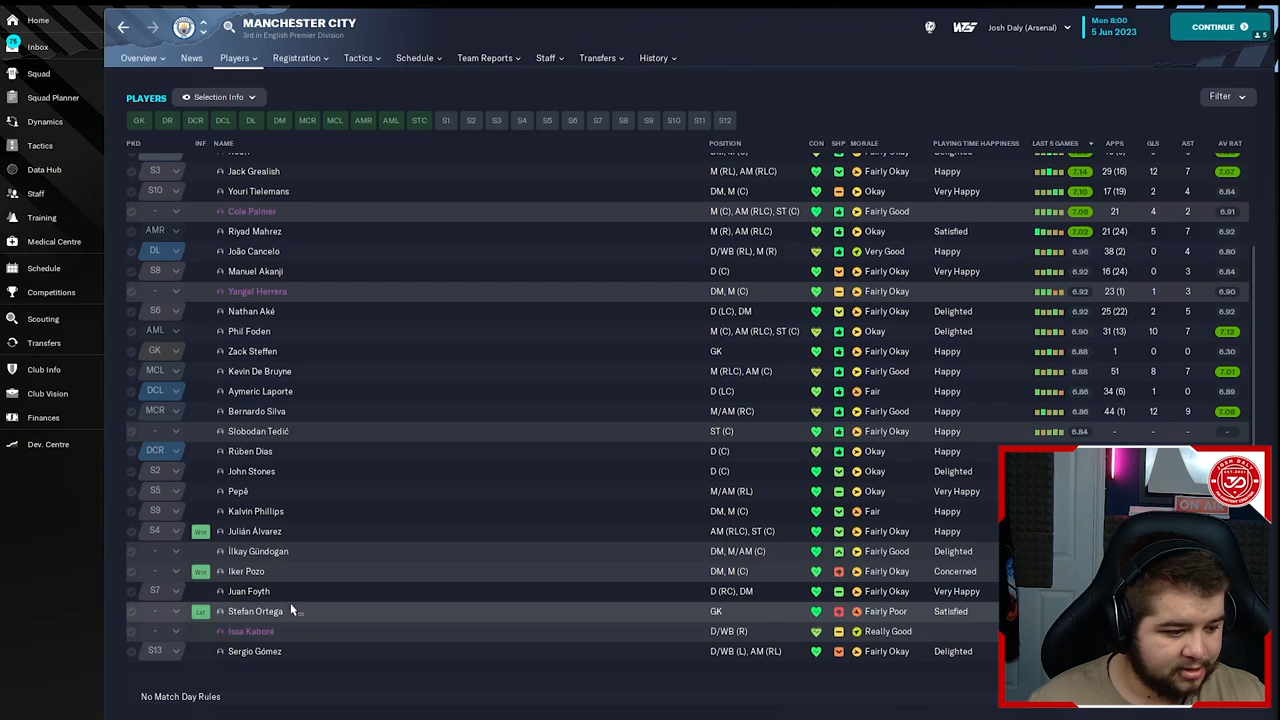 Home
Inbox
75
Squad
Squad Planner
Dynamics
Tactics
Data Hub
Staff
Training
Medical Centre
Schedule
Competitions
Scouting
Transfers
Club Info
Club Vision
Finances
Dev. Centre
MANCHESTER CITY
3rd in English Premier Division
Josh Daly (Arsenal)
Mon 8:00
5 Jun 2023
CONTINUE
5
Overview News Players Registration Tactics Schedule Team Reports Staff Transfers History
PLAYERS Selection Info Filter
GK DR DCR DCL DL DM MCR MCL AMR AML STC S1 S2 S3 S4 S5 S6 S7 S8 S9 S10 S11 S12
PKD INF NAME POSITION CON SHP MORALE PLAYING TIME HAPPINESS LAST 5 GAMES APPS GLS AST AV RAT
S3 Jack Grealish M (RL), AM (RLC) Fairly Okay Happy 7.14 29 (16) 12 7 7.07
S10 Youri Tielemans DM, M (C) Okay Very Happy 7.10 17 (19) 2 4 6.84
- Cole Palmer M (C), AM (RLC), ST (C) Fairly Good 7.06 21 4 2 6.91
AMR Riyad Mahrez M (R), AM (RLC) Okay Satisfied 7.02 21 (24) 5 7 6.92
DL João Cancelo D/WB (RL), M (R) Very Good Happy 6.96 38 (2) 0 4 6.80
S8 Manuel Akanji D (C) Fairly Okay Very Happy 6.92 16 (24) 0 3 6.84
- Yangel Herrera DM, M (C) Fairly Okay 6.92 23 (1) 1 3 6.90
S6 Nathan Aké D (LC), DM Fairly Okay Delighted 6.92 25 (22) 2 5 6.92
AML Phil Foden M (C), AM (RLC), ST (C) Okay Delighted 6.90 31 (13) 10 7 7.12
GK Zack Steffen GK Fairly Okay Happy 6.88 1 0 0 6.30
MCL Kevin De Bruyne M (RLC), AM (C) Fairly Good Happy 6.88 51 8 7 7.01
DCL Aymeric Laporte D (LC) Fair Happy 6.86 34 (6) 1 0 6.89
MCR Bernardo Silva M/AM (RC) Fairly Good Happy 6.86 44 (1) 12 9 7.08
- Slobodan Tedić ST (C) Fairly Okay Happy 6.84 - - - -
DCR Rúben Dias D (C) Okay Happy
S2 John Stones D (C) Okay Delighted
S5 Pepê M/AM (RL) Okay Very Happy
S9 Kalvin Phillips DM, M (C) Fair Happy
S4 Wnt Julián Álvarez AM (RLC), ST (C) Fairly Okay Happy
- İlkay Gündogan DM, M/AM (C) Fairly Good Delighted
- Wnt Iker Pozo DM, M (C) Fairly Okay Concerned
S7 Juan Foyth D (RC), DM Fairly Okay Very Happy
- Lst Stefan Ortega GK Fairly Poor Satisfied
- Issa Kaboré D/WB (R) Really Good
S13 Sergio Gómez D/WB (L), AM (RL) Fairly Okay Delighted
No Match Day Rules
JOSH DALY
JD
ON AIR